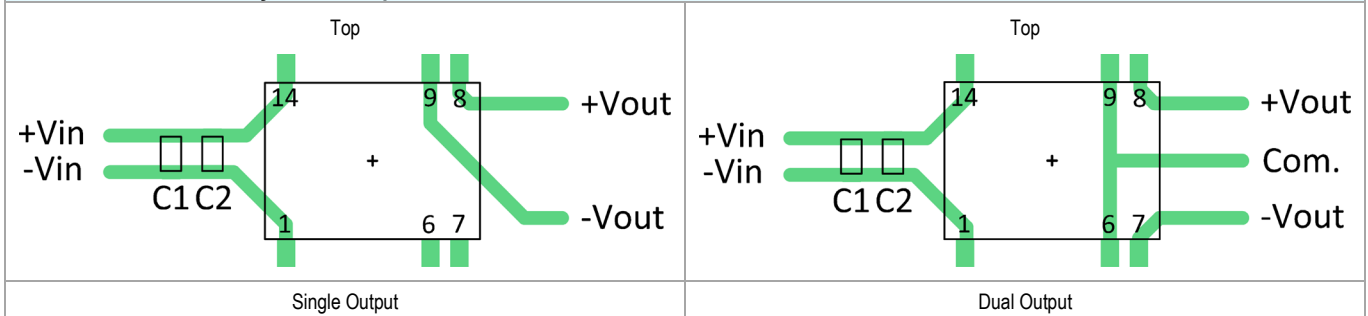 Top
14
9
8
+Vout
+Vin
-Vin
C1 C2
-Vout
1
6
7
Single Output
Top
14
9
8
+Vout
+Vin
-Vin
Com.
C1 C2
-Vout
1
6
7
Dual Output